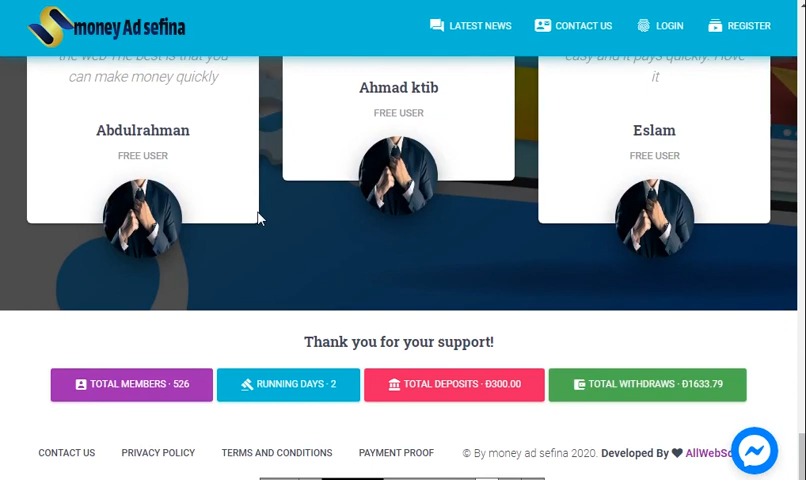 money Ad sefina
LATEST NEWS
CONTACT US
LOGIN
REGISTER
the web The best is that you
can make money quickly
Abdulrahman
FREE USER
Ahmad ktib
FREE USER
easy and it pays quickly. I love
it
Eslam
FREE USER
Thank you for your support!
TOTAL MEMBERS · 526
RUNNING DAYS · 2
TOTAL DEPOSITS · Ð300.00
TOTAL WITHDRAWS · Ð1633.79
CONTACT US
PRIVACY POLICY
TERMS AND CONDITIONS
PAYMENT PROOF
© By money ad sefina 2020. Developed By